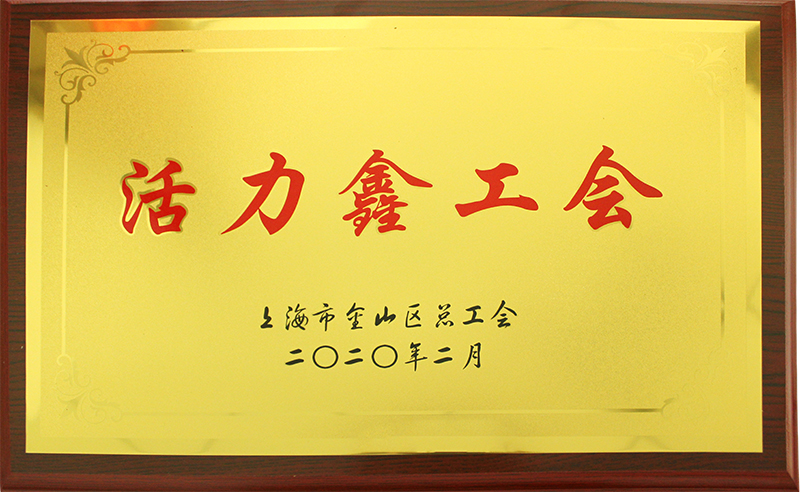 活力鑫工会
上海市金山区总工会
二〇二〇年二月